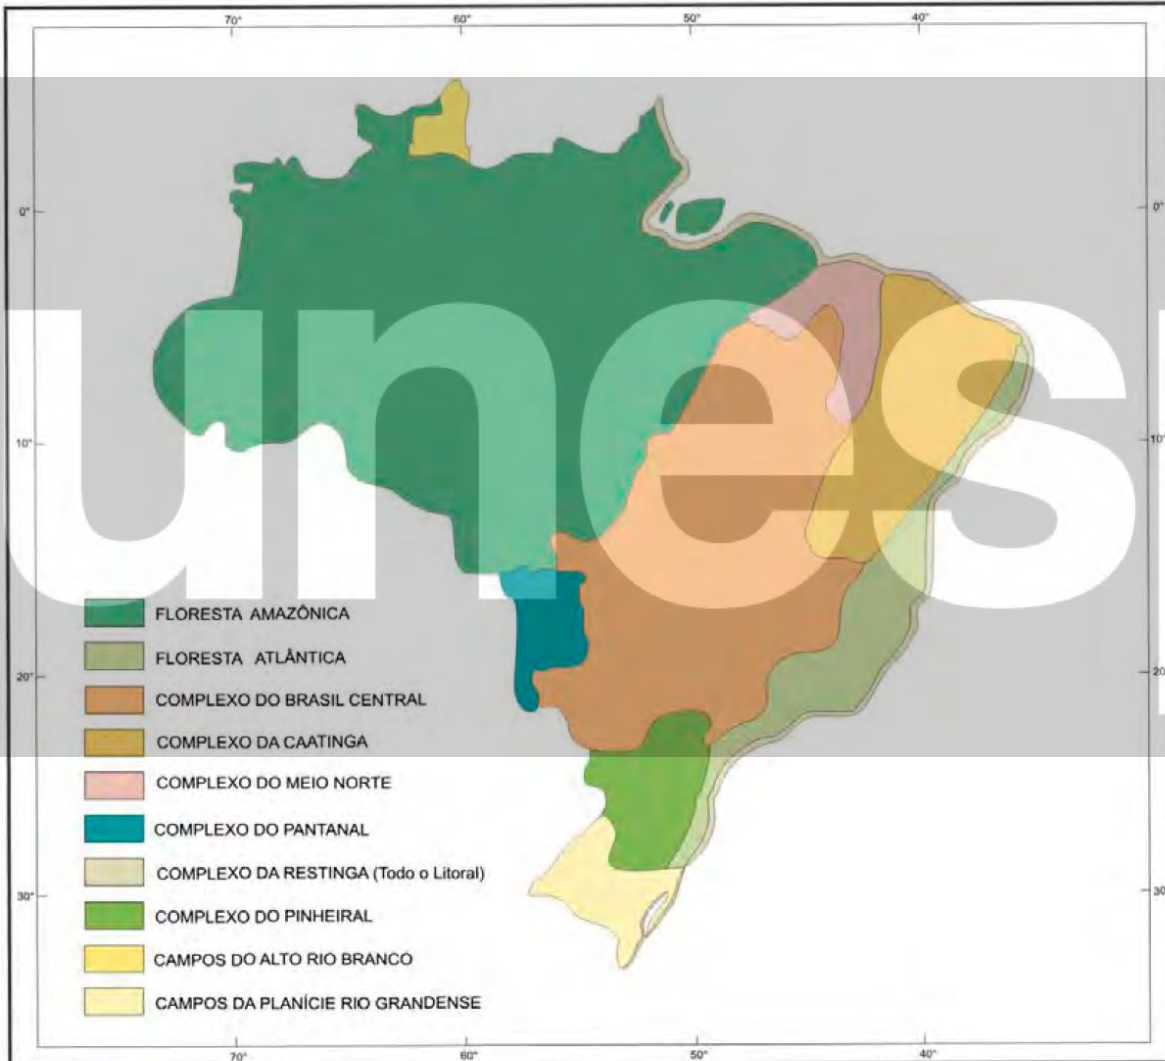 70° 60° 50° 40°
0° 0°
unes
10° 10°
FLORESTA AMAZÔNICA
FLORESTA ATLÂNTICA
20° 20°
COMPLEXO DO BRASIL CENTRAL
COMPLEXO DA CAATINGA
COMPLEXO DO MEIO NORTE
COMPLEXO DO PANTANAL
COMPLEXO DA RESTINGA (Todo o Litoral)
30° 30°
COMPLEXO DO PINHEIRAL
CAMPOS DO ALTO RIO BRANCO
CAMPOS DA PLANÍCIE RIO GRANDENSE
70° 60° 50° 40°